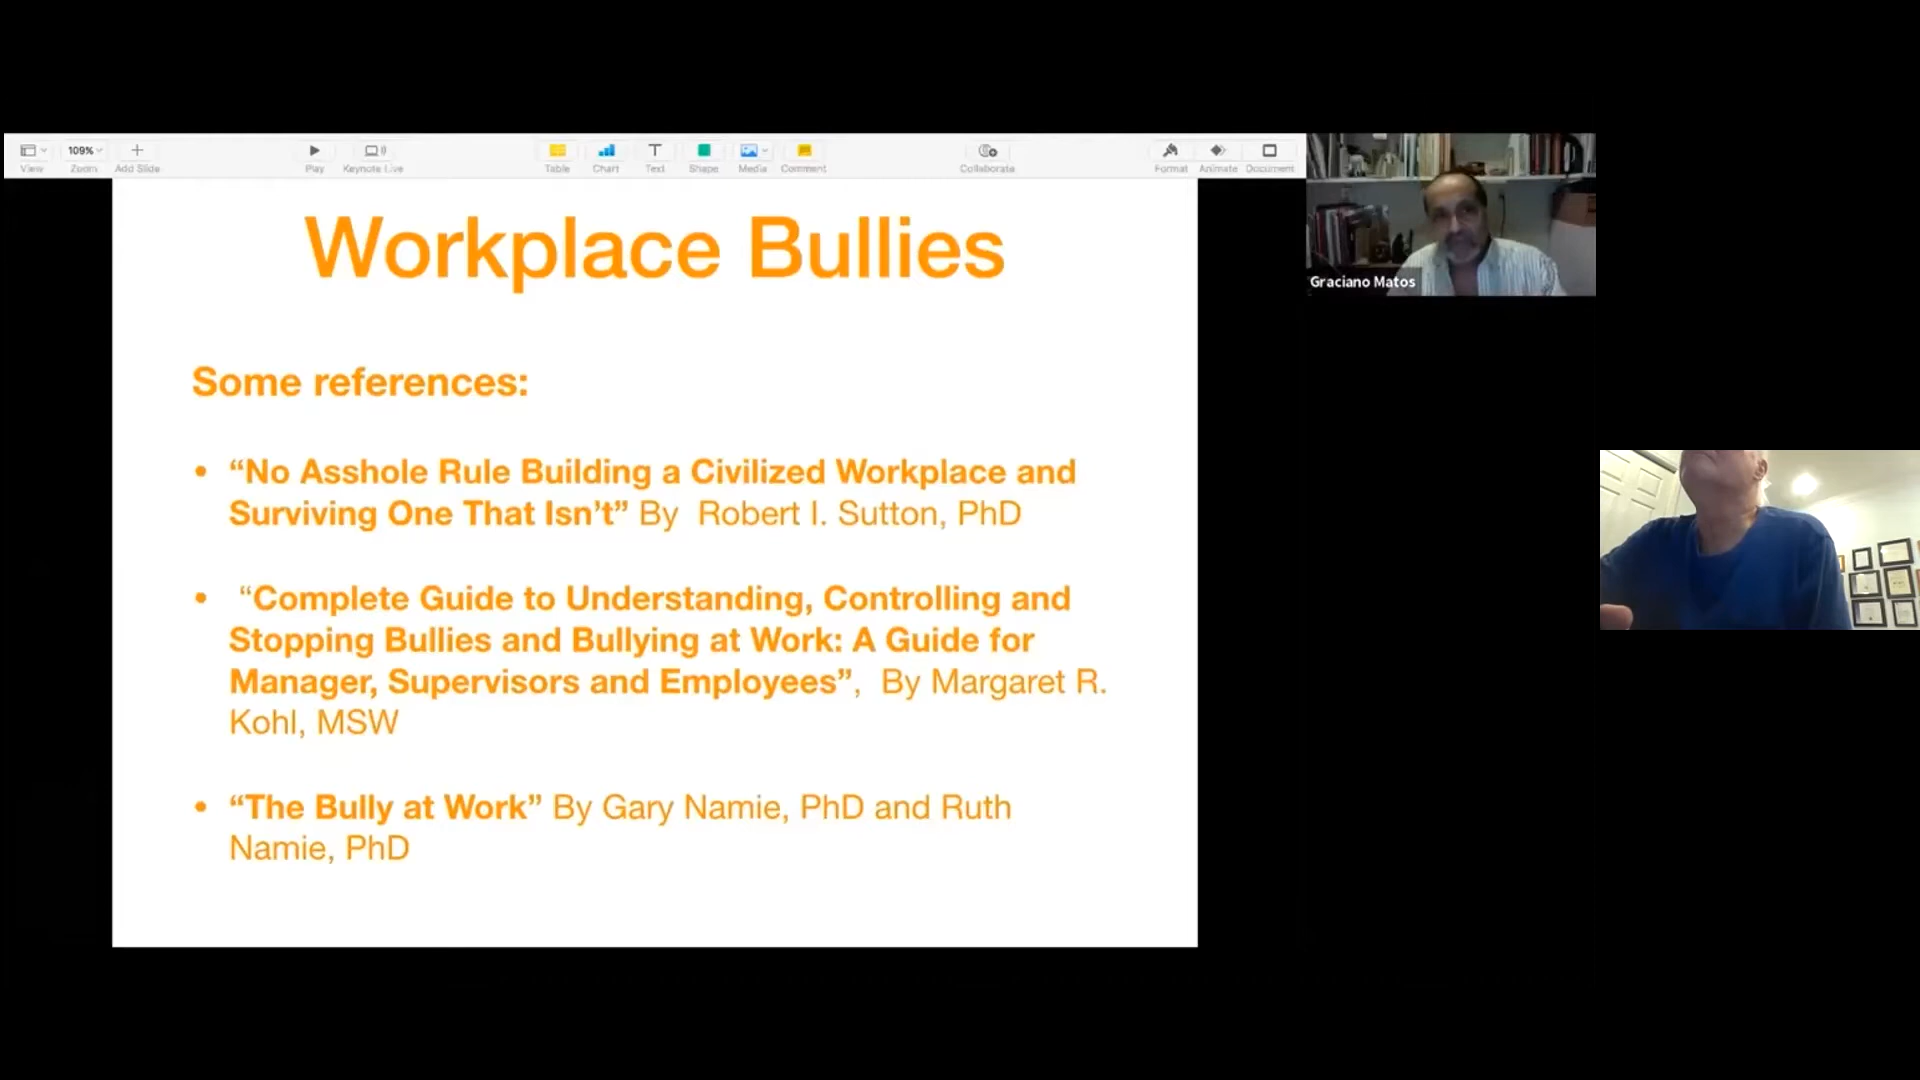 109%
View Zoom Add Slide Play Keynote Live Table Chart Text Shape Media Comment Collaborate Format Animate Document
Workplace Bullies
Graciano Matos
Some references:
• “No Asshole Rule Building a Civilized Workplace and
Surviving One That Isn’t” By Robert I. Sutton, PhD
• “Complete Guide to Understanding, Controlling and
Stopping Bullies and Bullying at Work: A Guide for
Manager, Supervisors and Employees”, By Margaret R.
Kohl, MSW
• “The Bully at Work” By Gary Namie, PhD and Ruth
Namie, PhD